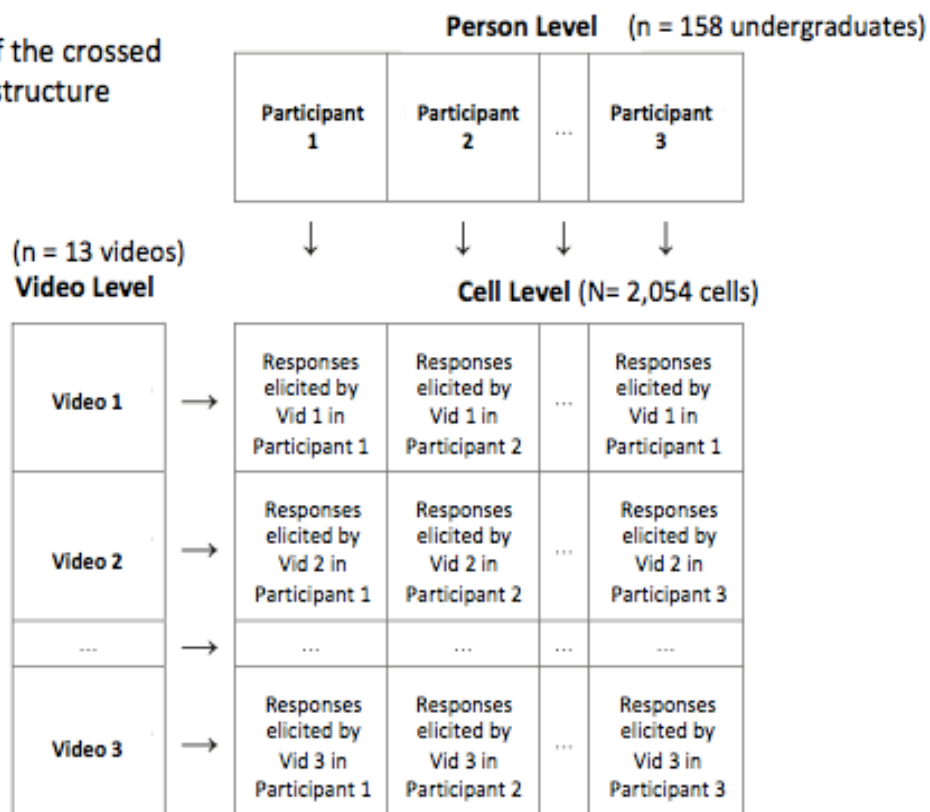 f the crossed
structure
Person Level (n = 158 undergraduates)
Participant
1
Participant
2
...
Participant
3
↓ ↓ ↓ ↓
(n = 13 videos)
Video Level
Cell Level (N= 2,054 cells)
Video 1
→
Responses
elicited by
Vid 1 in
Participant 1
Responses
elicited by
Vid 1 in
Participant 2
...
Responses
elicited by
Vid 1 in
Participant 1
Video 2
→
Responses
elicited by
Vid 2 in
Participant 1
Responses
elicited by
Vid 2 in
Participant 2
...
Responses
elicited by
Vid 2 in
Participant 3
...
→
...
...
...
...
Video 3
→
Responses
elicited by
Vid 3 in
Participant 1
Responses
elicited by
Vid 3 in
Participant 2
...
Responses
elicited by
Vid 3 in
Participant 3